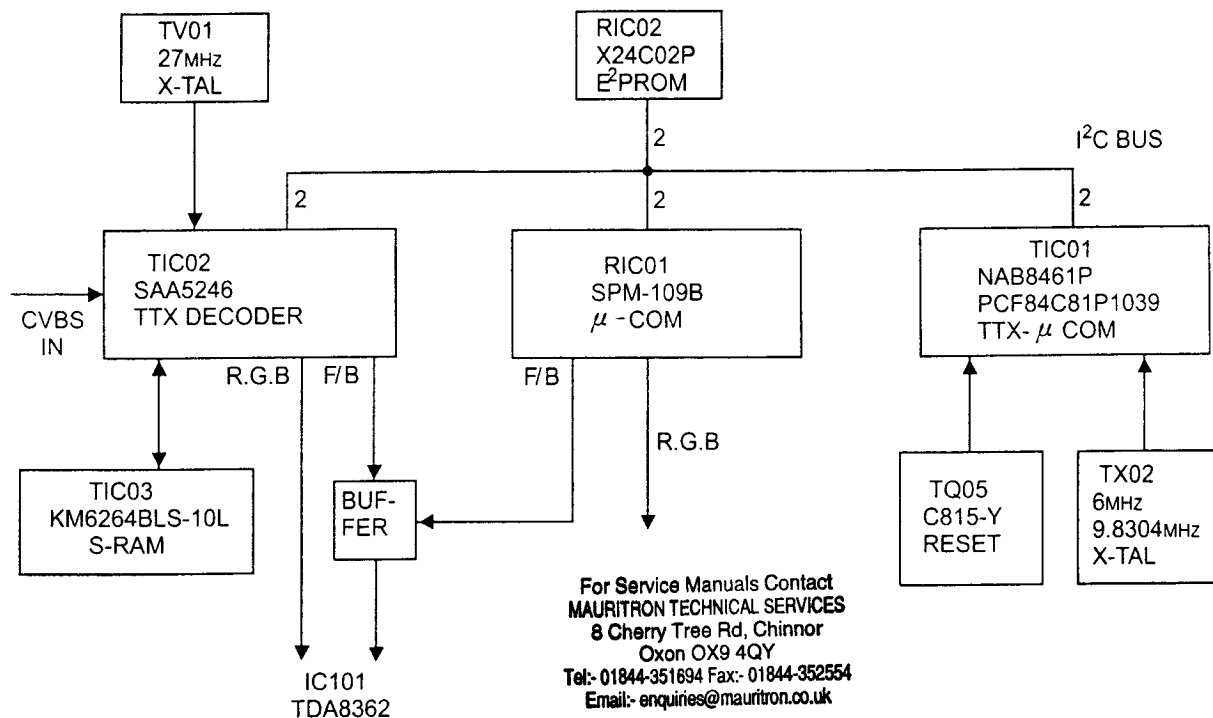 TV01
27MHZ
X-TAL
RIC02
X24C02P
E²PROM
2
I²C BUS
2
2
2
TIC02
SAA5246
TTX DECODER
RIC01
SPM-109B
μ-COM
TIC01
NAB8461P
PCF84C81P1039
TTX-μ COM
CVBS
IN
R.G.B
F/B
F/B
R.G.B
TIC03
KM6264BLS-10L
S-RAM
BUF-
FER
TQ05
C815-Y
RESET
TX02
6MHZ
9.8304MHZ
X-TAL
IC101
TDA8362
For Service Manuals Contact
MAURITRON TECHNICAL SERVICES
8 Cherry Tree Rd, Chinnor
Oxon OX9 4QY
Tel:- 01844-351694 Fax:- 01844-352554
Email:- enquiries@mauritron.co.uk